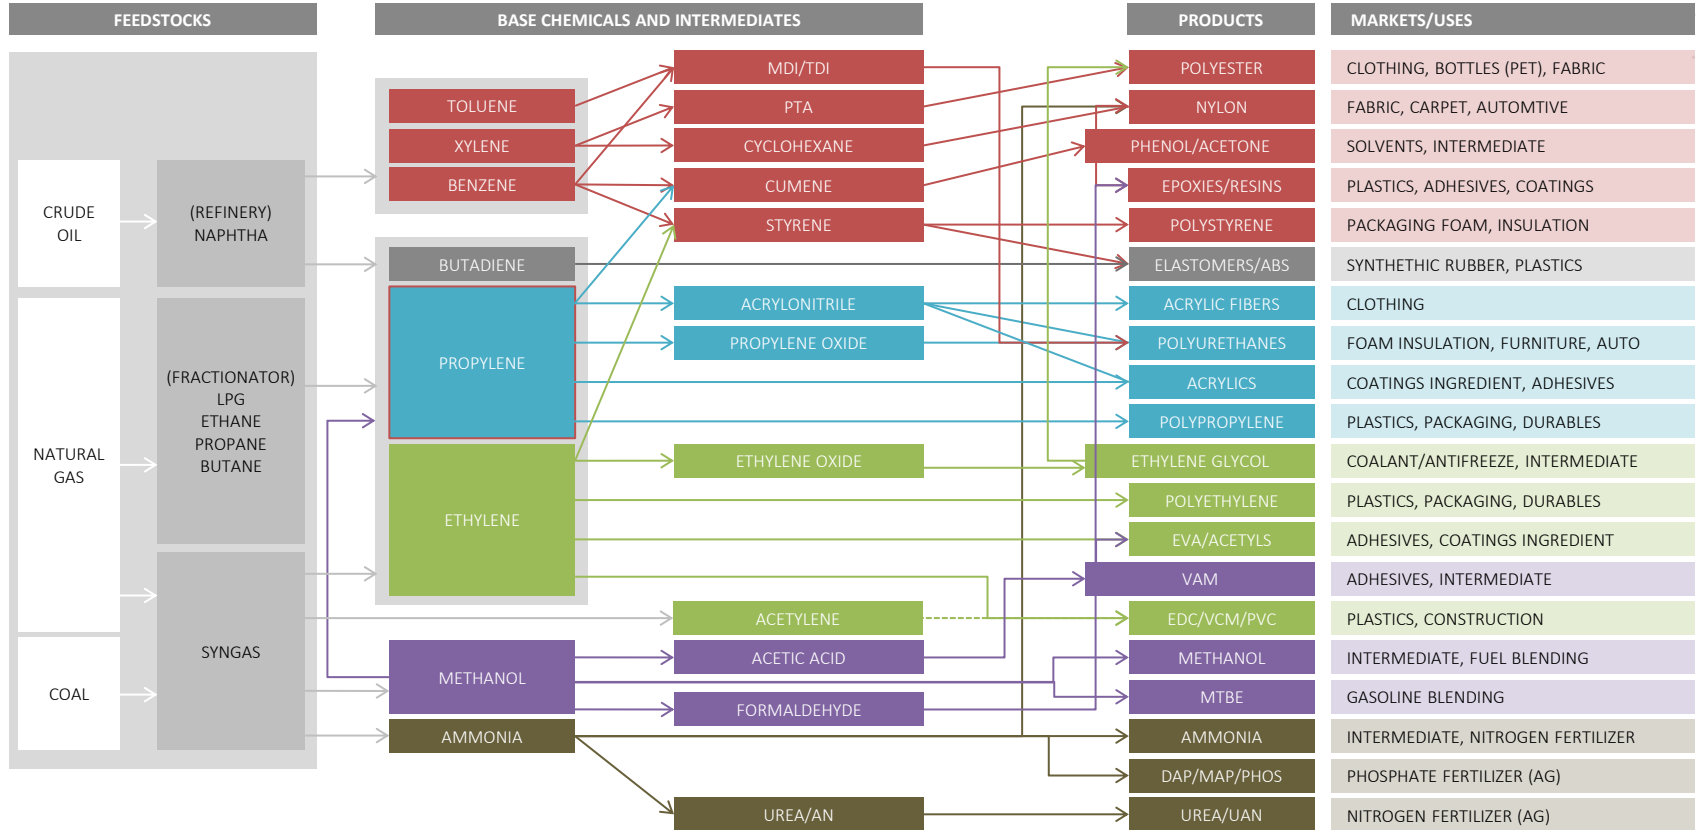 FEEDSTOCKS
BASE CHEMICALS AND INTERMEDIATES
PRODUCTS
MARKETS/USES
CRUDE
OIL
NATURAL
GAS
COAL
(REFINERY)
NAPHTHA
(FRACTIONATOR)
LPG
ETHANE
PROPANE
BUTANE
SYNGAS
TOLUENE
XYLENE
BENZENE
BUTADIENE
PROPYLENE
ETHYLENE
METHANOL
AMMONIA
MDI/TDI
PTA
CYCLOHEXANE
CUMENE
STYRENE
ACRYLONITRILE
PROPYLENE OXIDE
ETHYLENE OXIDE
ACETYLENE
ACETIC ACID
FORMALDEHYDE
UREA/AN
POLYESTER
NYLON
PHENOL/ACETONE
EPOXIES/RESINS
POLYSTYRENE
ELASTOMERS/ABS
ACRYLIC FIBERS
POLYURETHANES
ACRYLICS
POLYPROPYLENE
ETHYLENE GLYCOL
POLYETHYLENE
EVA/ACETYLS
VAM
EDC/VCM/PVC
METHANOL
MTBE
AMMONIA
DAP/MAP/PHOS
UREA/UAN
CLOTHING, BOTTLES (PET), FABRIC
FABRIC, CARPET, AUTOMTIVE
SOLVENTS, INTERMEDIATE
PLASTICS, ADHESIVES, COATINGS
PACKAGING FOAM, INSULATION
SYNTHETHIC RUBBER, PLASTICS
CLOTHING
FOAM INSULATION, FURNITURE, AUTO
COATINGS INGREDIENT, ADHESIVES
PLASTICS, PACKAGING, DURABLES
COALANT/ANTIFREEZE, INTERMEDIATE
PLASTICS, PACKAGING, DURABLES
ADHESIVES, COATINGS INGREDIENT
ADHESIVES, INTERMEDIATE
PLASTICS, CONSTRUCTION
INTERMEDIATE, FUEL BLENDING
GASOLINE BLENDING
INTERMEDIATE, NITROGEN FERTILIZER
PHOSPHATE FERTILIZER (AG)
NITROGEN FERTILIZER (AG)